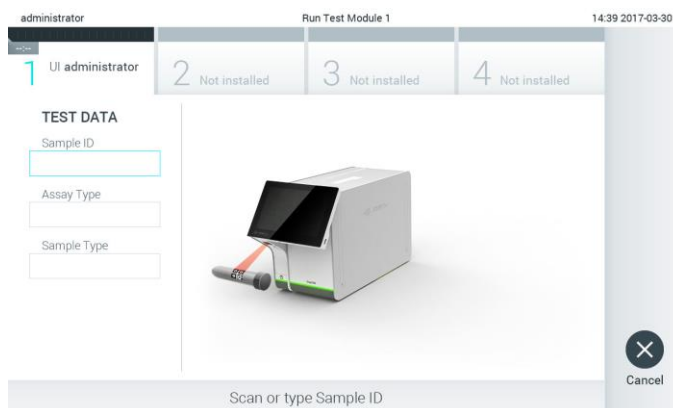 administrator
Run Test Module 1
14:39 2017-03-30
--:--
1 UI administrator
2 Not installed
3 Not installed
4 Not installed
TEST DATA
Sample ID
Assay Type
Sample Type
Cancel
Scan or type Sample ID